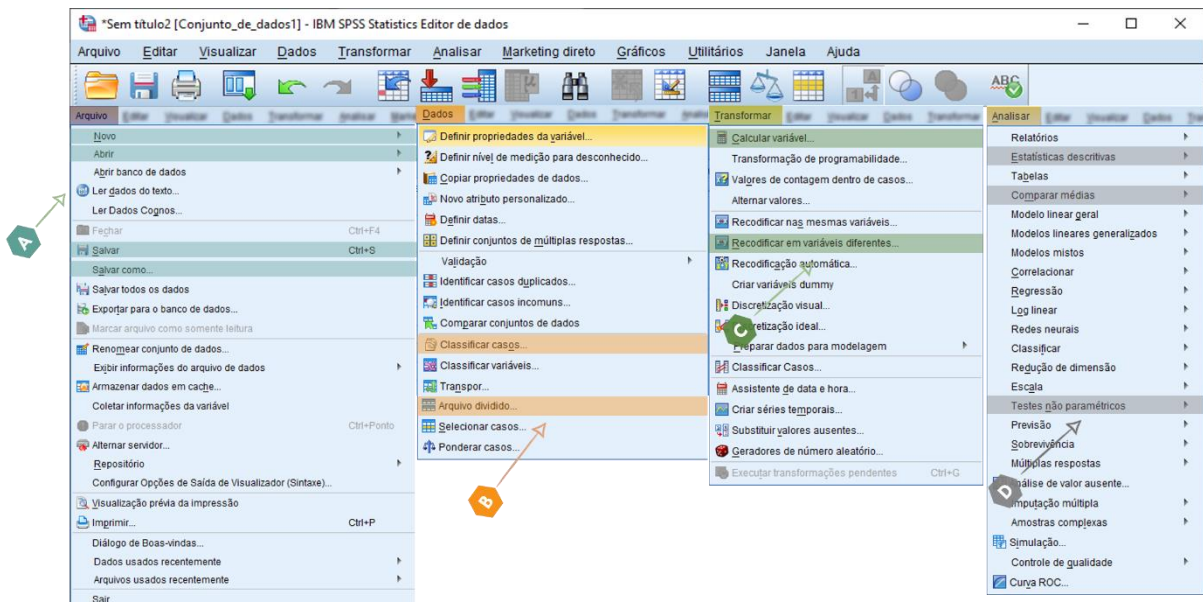 *Sem título2 [Conjunto_de_dados1] - IBM SPSS Statistics Editor de dados
Arquivo Editar Visualizar Dados Transformar Analisar Marketing direto Gráficos Utilitários Janela Ajuda
Arquivo
Novo
Abrir
Abrir banco de dados
Ler dados do texto...
Ler Dados Cognos...
Fechar Ctrl+F4
Salvar Ctrl+S
Salvar como...
Salvar todos os dados
Exportar para o banco de dados...
Marcar arquivo como somente leitura
Renomear conjunto de dados...
Exibir informações do arquivo de dados
Armazenar dados em cache...
Coletar informações da variável
Parar o processador Ctrl+Ponto
Alternar servidor...
Repositório
Configurar Opções de Saída de Visualizador (Sintaxe)...
Visualização prévia da impressão
Imprimir... Ctrl+P
Diálogo de Boas-vindas...
Dados usados recentemente
Arquivos usados recentemente
Sair
A
Dados
Definir propriedades da variável...
Definir nível de medição para desconhecido...
Copiar propriedades de dados...
Novo atributo personalizado...
Definir datas...
Definir conjuntos de múltiplas respostas...
Validação
Identificar casos duplicados...
Identificar casos incomuns...
Comparar conjuntos de dados
Classificar casos...
Classificar variáveis...
Transpor...
Arquivo dividido...
Selecionar casos...
Ponderar casos...
B
Transformar
Calcular variável...
Transformação de programabilidade...
Valores de contagem dentro de casos...
Alternar valores...
Recodificar nas mesmas variáveis...
Recodificar em variáveis diferentes...
Recodificação automática...
Criar variáveis dummy
Discretização visual...
ideal...
Preparar dados para modelagem
Classificar Casos...
Assistente de data e hora...
Criar séries temporais...
Substituir valores ausentes...
Geradores de número aleatório...
Executar transformações pendentes Ctrl+G
C
Analisar
Relatórios
Estatísticas descritivas
Tabelas
Comparar médias
Modelo linear geral
Modelos lineares generalizados
Modelos mistos
Correlacionar
Regressão
Log linear
Redes neurais
Classificar
Redução de dimensão
Escala
Testes não paramétricos
Previsão
Sobrevivência
Múltiplas respostas
Análise de valor ausente...
Imputação múltipla
Amostras complexas
Simulação...
Controle de qualidade
Curva ROC...
D
ABC
A
1